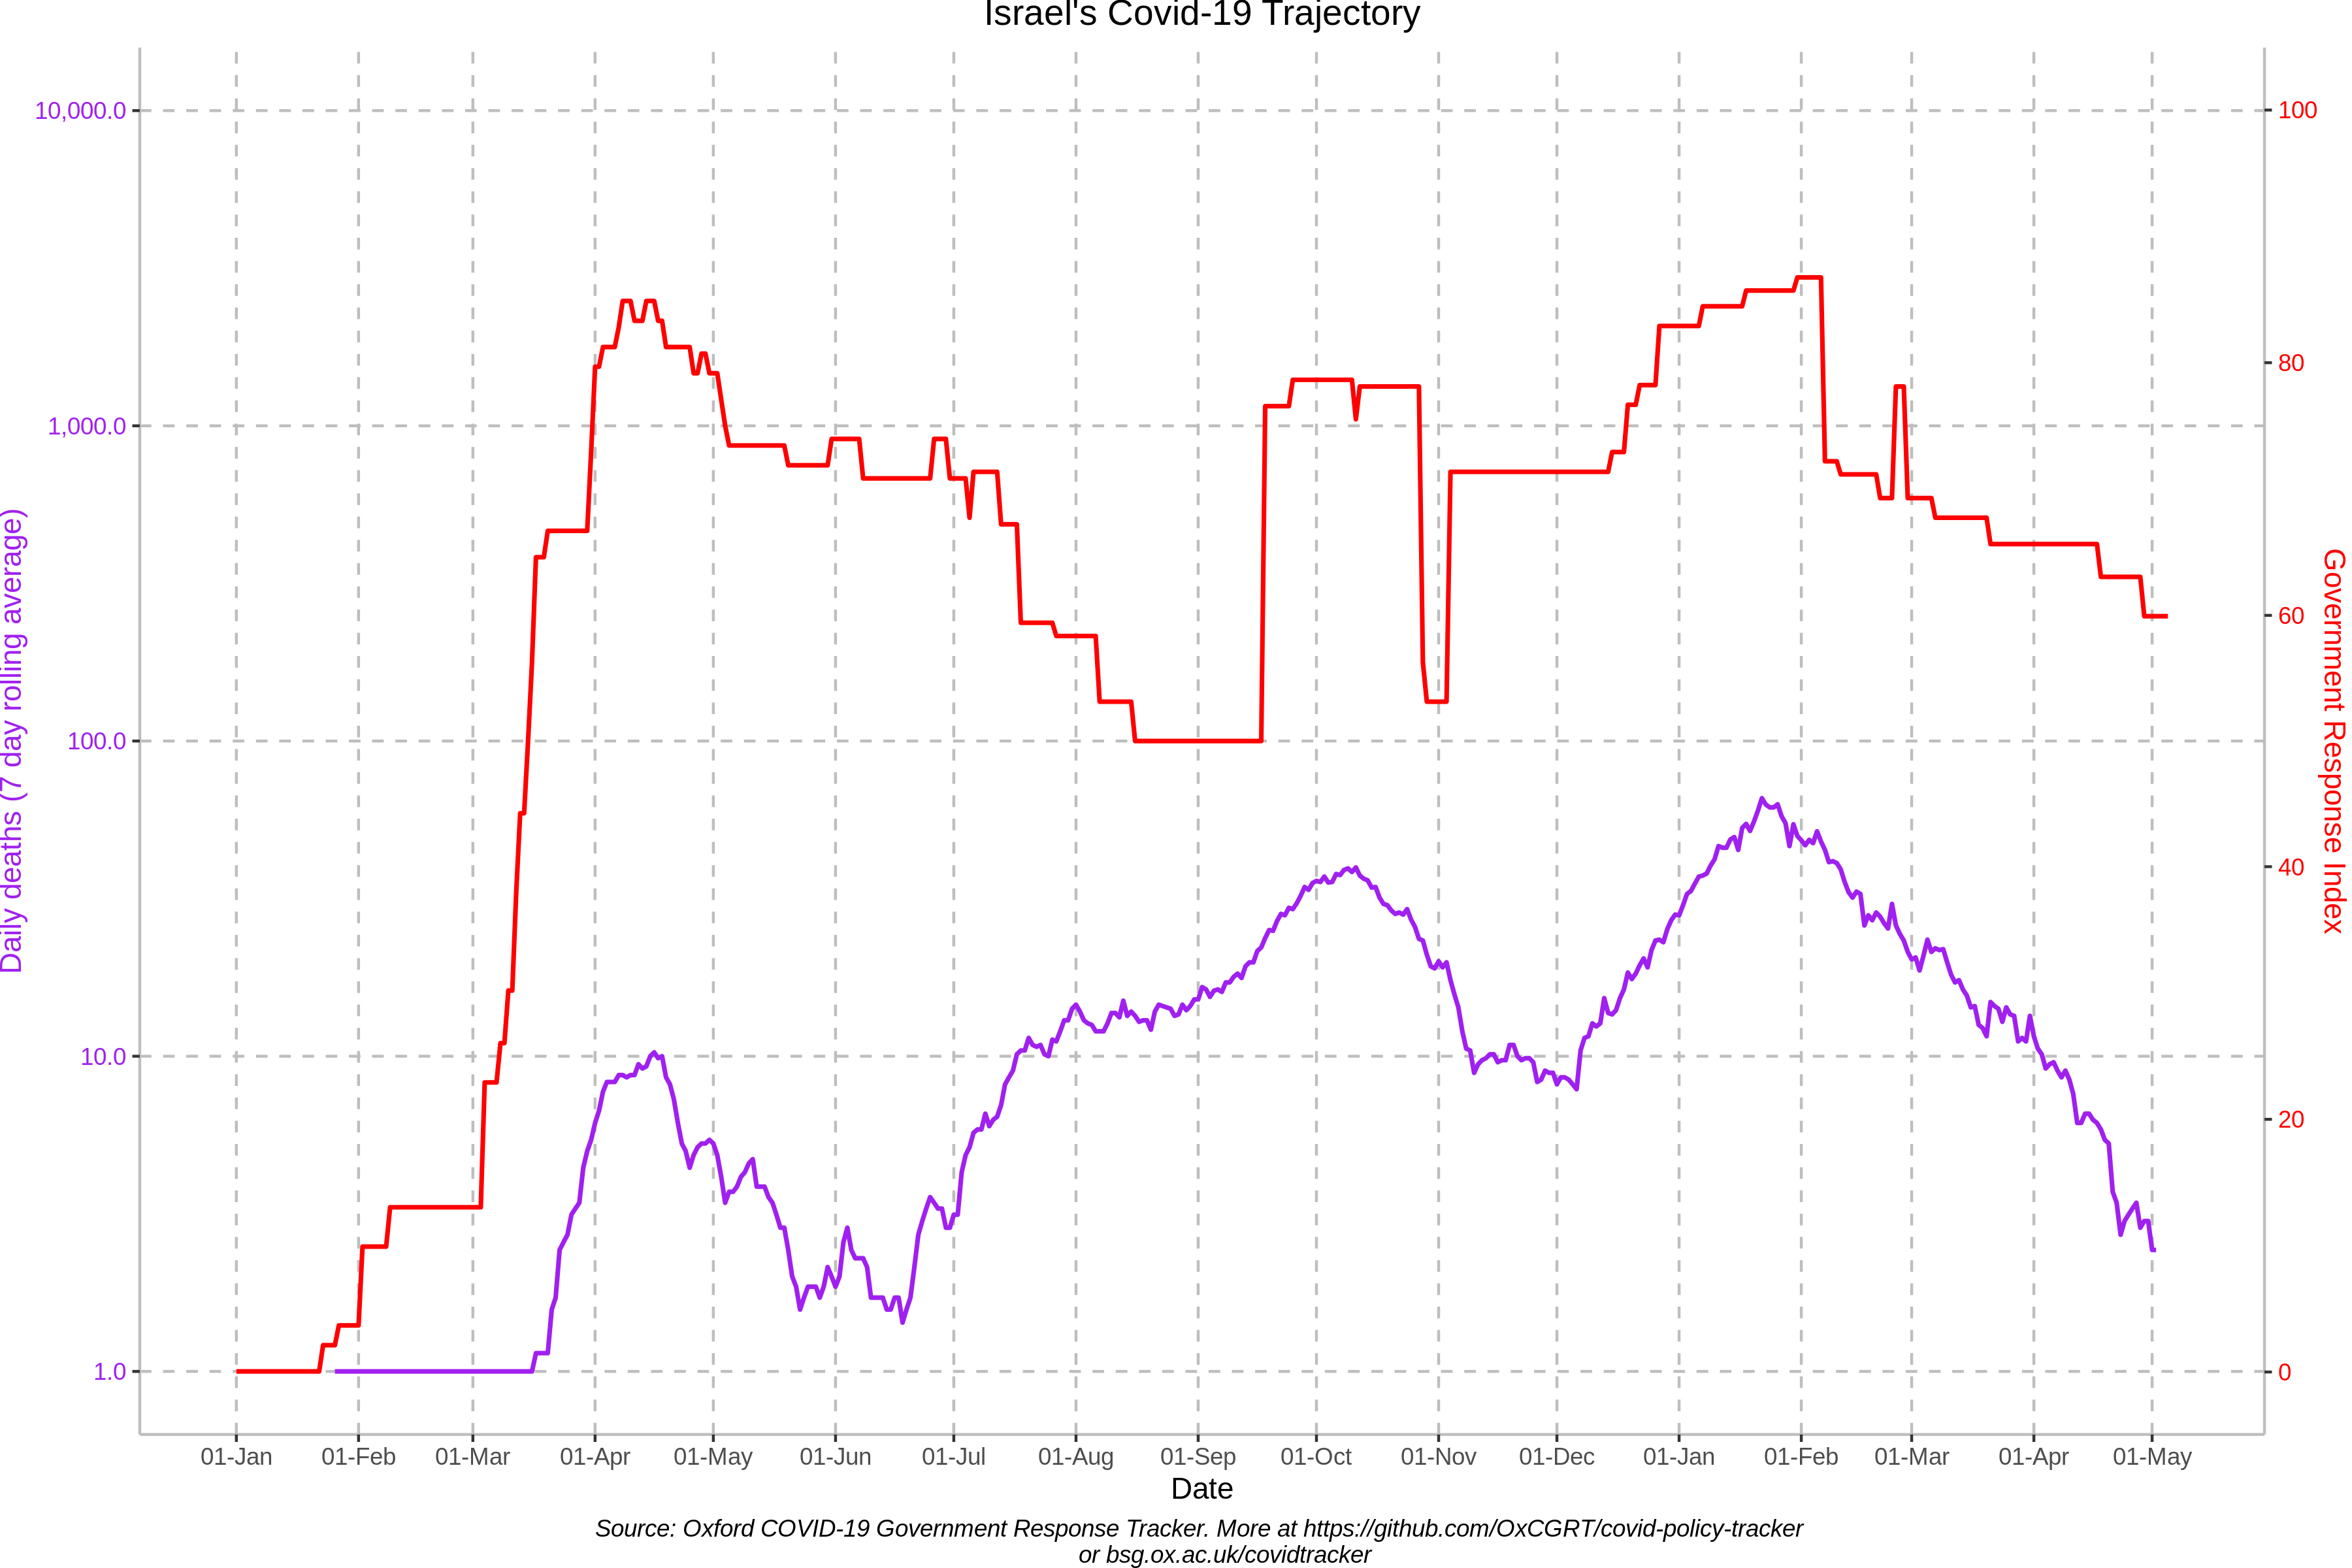 Israel's Covid-19 Trajectory
10,000.0
1,000.0
100.0
10.0
1.0
Daily deaths (7 day rolling average)
100
80
60
40
20
0
Government Response Index
01-Jan 01-Feb 01-Mar 01-Apr 01-May 01-Jun 01-Jul 01-Aug 01-Sep 01-Oct 01-Nov 01-Dec 01-Jan 01-Feb 01-Mar 01-Apr 01-May
Date
Source: Oxford COVID-19 Government Response Tracker. More at https://github.com/OxCGRT/covid-policy-tracker
or bsg.ox.ac.uk/covidtracker